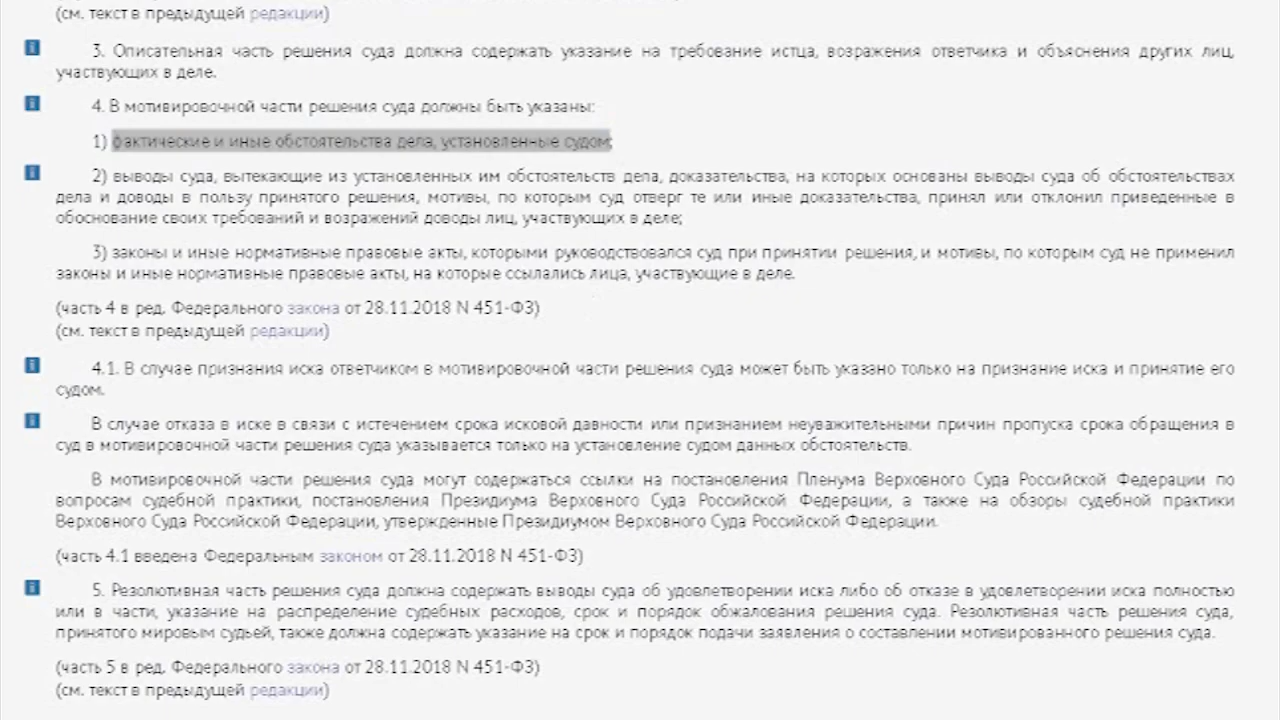 (см. текст в предыдущей редакции)
3. Описательная часть решения суда должна содержать указание на требование истца, возражения ответчика и объяснения других лиц,
участвующих в деле.
4. В мотивировочной части решения суда должны быть указаны:
1) фактические и иные обстоятельства дела, установленные судом;
2) выводы суда, вытекающие из установленных им обстоятельств дела, доказательства, на которых основаны выводы суда об обстоятельствах
дела и доводы в пользу принятого решения, мотивы, по которым суд отверг те или иные доказательства, принял или отклонил приведенные в
обоснование своих требований и возражений доводы лиц, участвующих в деле;
3) законы и иные нормативные правовые акты, которыми руководствовался суд при принятии решения, и мотивы, по которым суд не применил
законы и иные нормативные правовые акты, на которые ссылались лица, участвующие в деле.
(часть 4 в ред. Федерального закона от 28.11.2018 N 451-ФЗ)
(см. текст в предыдущей редакции)
4.1. В случае признания иска ответчиком в мотивировочной части решения суда может быть указано только на признание иска и принятие его
судом.
В случае отказа в иске в связи с истечением срока исковой давности или признанием неуважительными причин пропуска срока обращения в
суд в мотивировочной части решения суда указывается только на установление судом данных обстоятельств.
В мотивировочной части решения суда могут содержаться ссылки на постановления Пленума Верховного Суда Российской Федерации по
вопросам судебной практики, постановления Президиума Верховного Суда Российской Федерации, а также на обзоры судебной практики
Верховного Суда Российской Федерации, утвержденные Президиумом Верховного Суда Российской Федерации.
(часть 4.1 введена Федеральным законом от 28.11.2018 N 451-ФЗ)
5. Резолютивная часть решения суда должна содержать выводы суда об удовлетворении иска либо об отказе в удовлетворении иска полностью
или в части, указание на распределение судебных расходов, срок и порядок обжалования решения суда. Резолютивная часть решения суда,
принятого мировым судьей, также должна содержать указание на срок и порядок подачи заявления о составлении мотивированного решения суда.
(часть 5 в ред. Федерального закона от 28.11.2018 N 451-ФЗ)
(см. текст в предыдущей редакции)